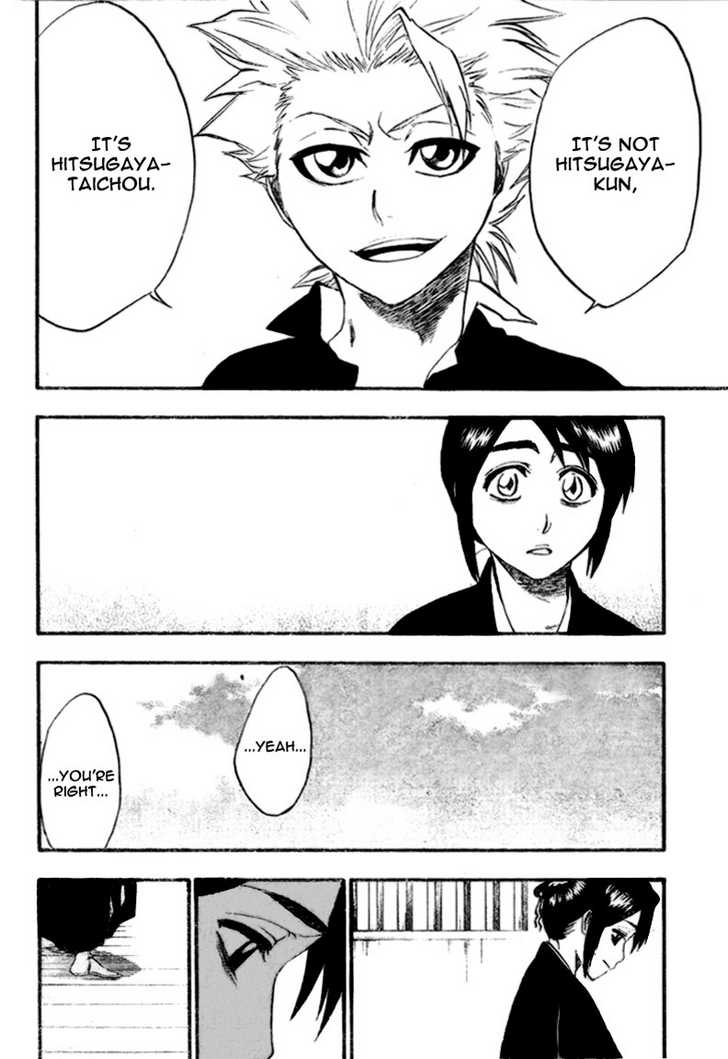 IT'S NOT
HITSUGAYA-
KUN,
IT'S
HITSUGAYA-
TAICHOU.
...YEAH...
...YOU'RE
RIGHT...